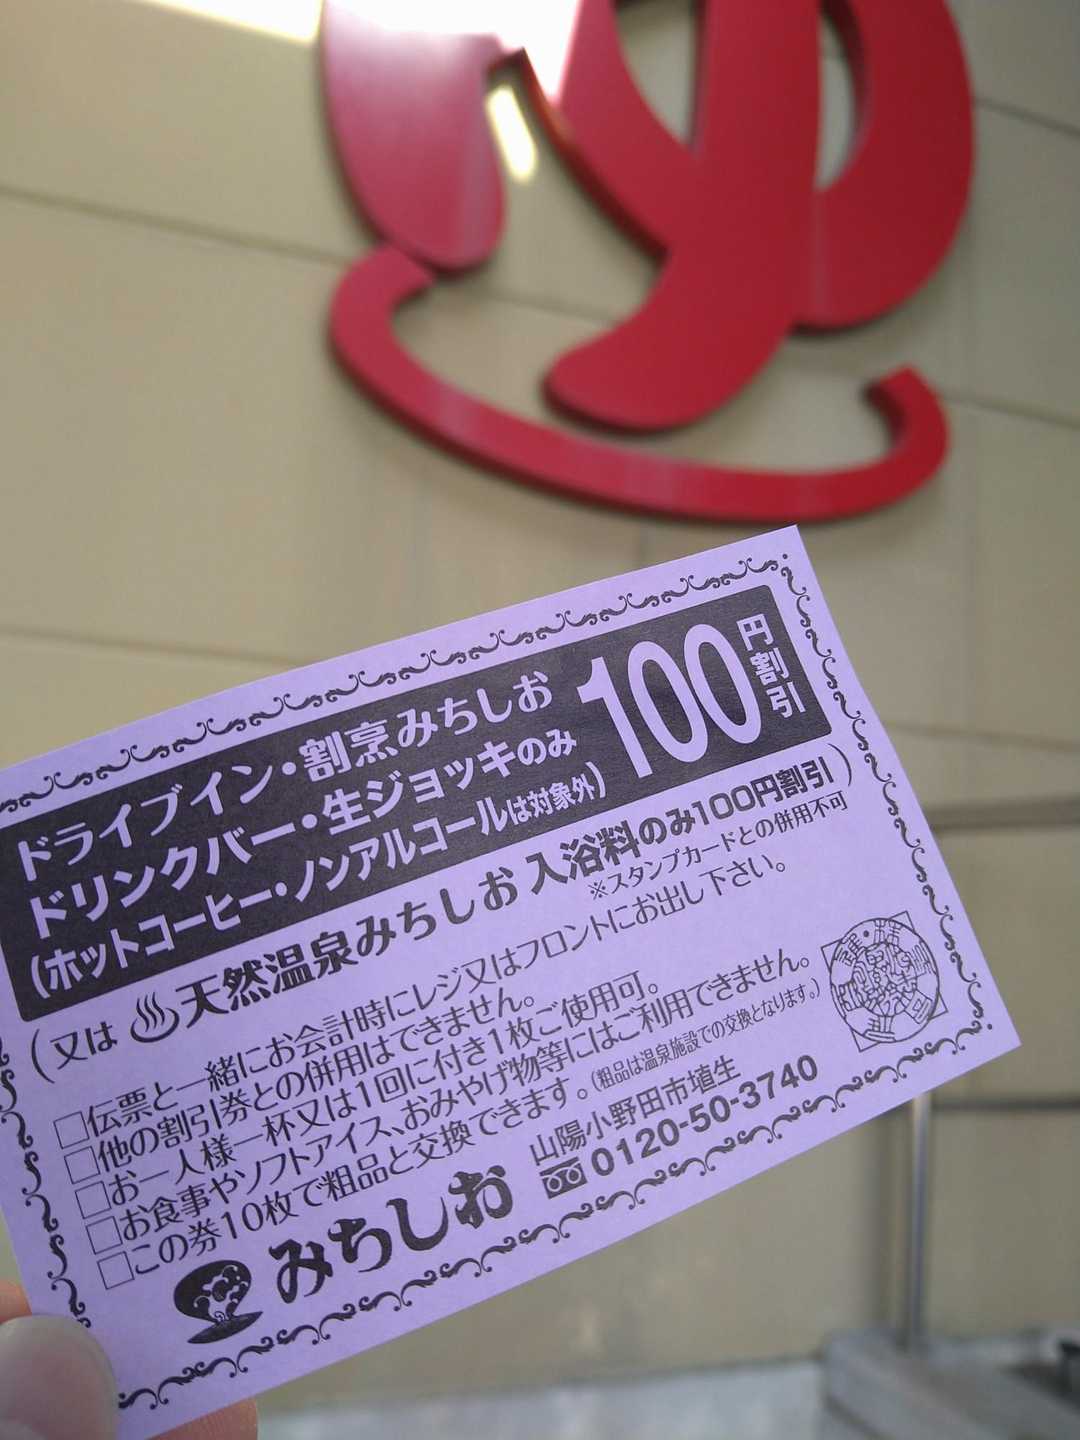 ゆ
ドライブイン・割烹みちしお
ドリンクバー・生ジョッキのみ
(ホットコーヒー・ノンアルコールは対象外)
100円割引
(又は ♨天然温泉みちしお 入浴料のみ100円割引)
※スタンプカードとの併用不可
□伝票と一緒にお会計時にレジ又はフロントにお出し下さい。
□他の割引券との併用はできません。
□お一人様一杯又は1回に付き1枚ご使用可。
□お食事やソフトアイス、おみやげ物等にはご利用できません。
□この券10枚で粗品と交換できます。(粗品は温泉施設での交換となります。)
みちしお
山陽小野田市埴生
0120-50-3740